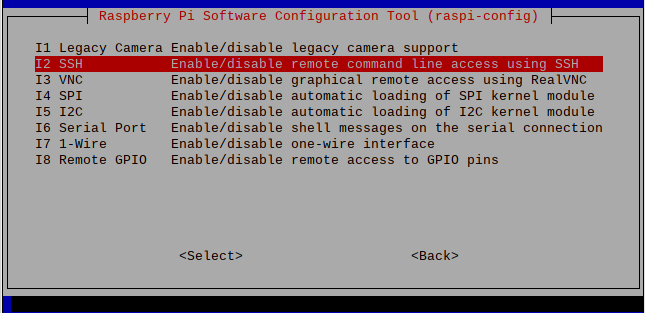 Raspberry Pi Software Configuration Tool (raspi-config)
I1 Legacy Camera Enable/disable legacy camera support
I2 SSH Enable/disable remote command line access using SSH
I3 VNC Enable/disable graphical remote access using RealVNC
I4 SPI Enable/disable automatic loading of SPI kernel module
I5 I2C Enable/disable automatic loading of I2C kernel module
I6 Serial Port Enable/disable shell messages on the serial connection
I7 1-Wire Enable/disable one-wire interface
I8 Remote GPIO Enable/disable remote access to GPIO pins
<Select> <Back>